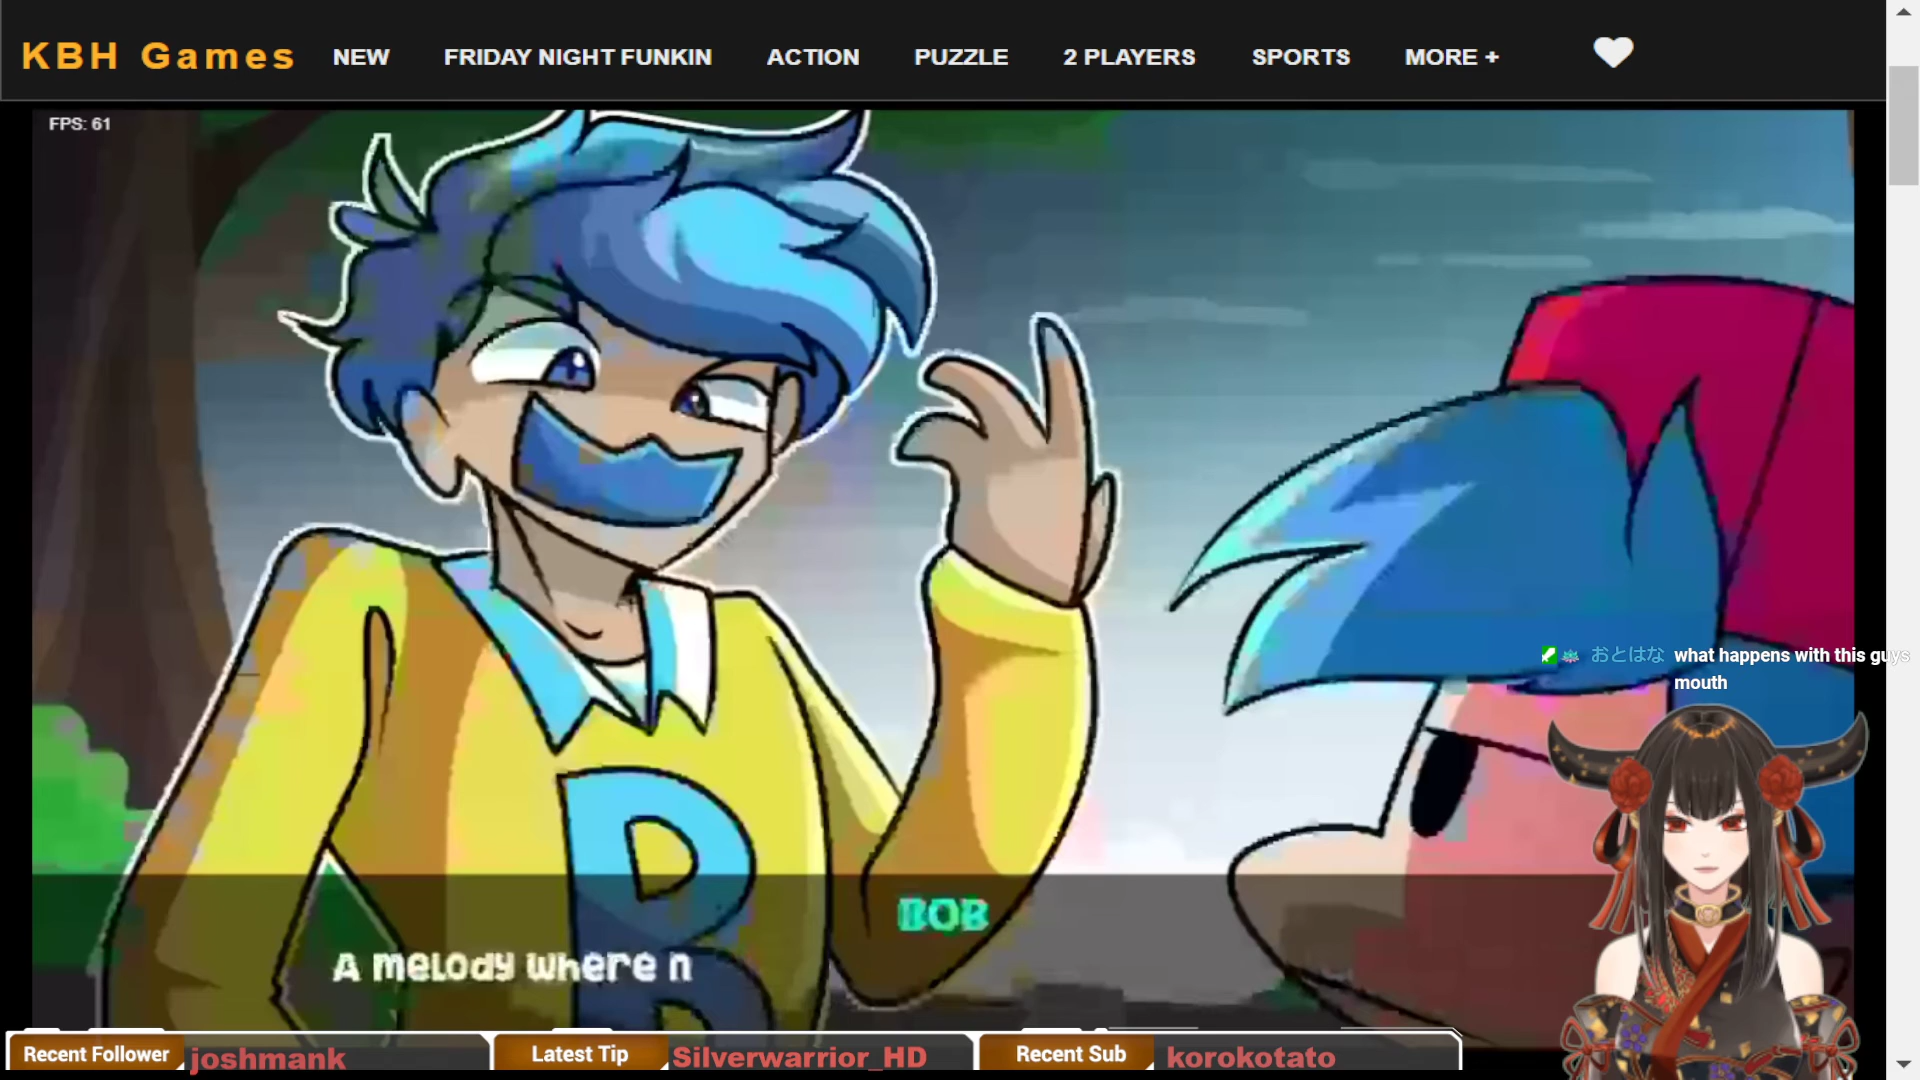 KBH Games NEW FRIDAY NIGHT FUNKIN ACTION PUZZLE 2 PLAYERS SPORTS MORE +
FPS: 61
おとはな what happens with this guys
mouth
B
BOB
A melody where n
Recent Follower joshmank Latest Tip Silverwarrior_HD Recent Sub korokotato